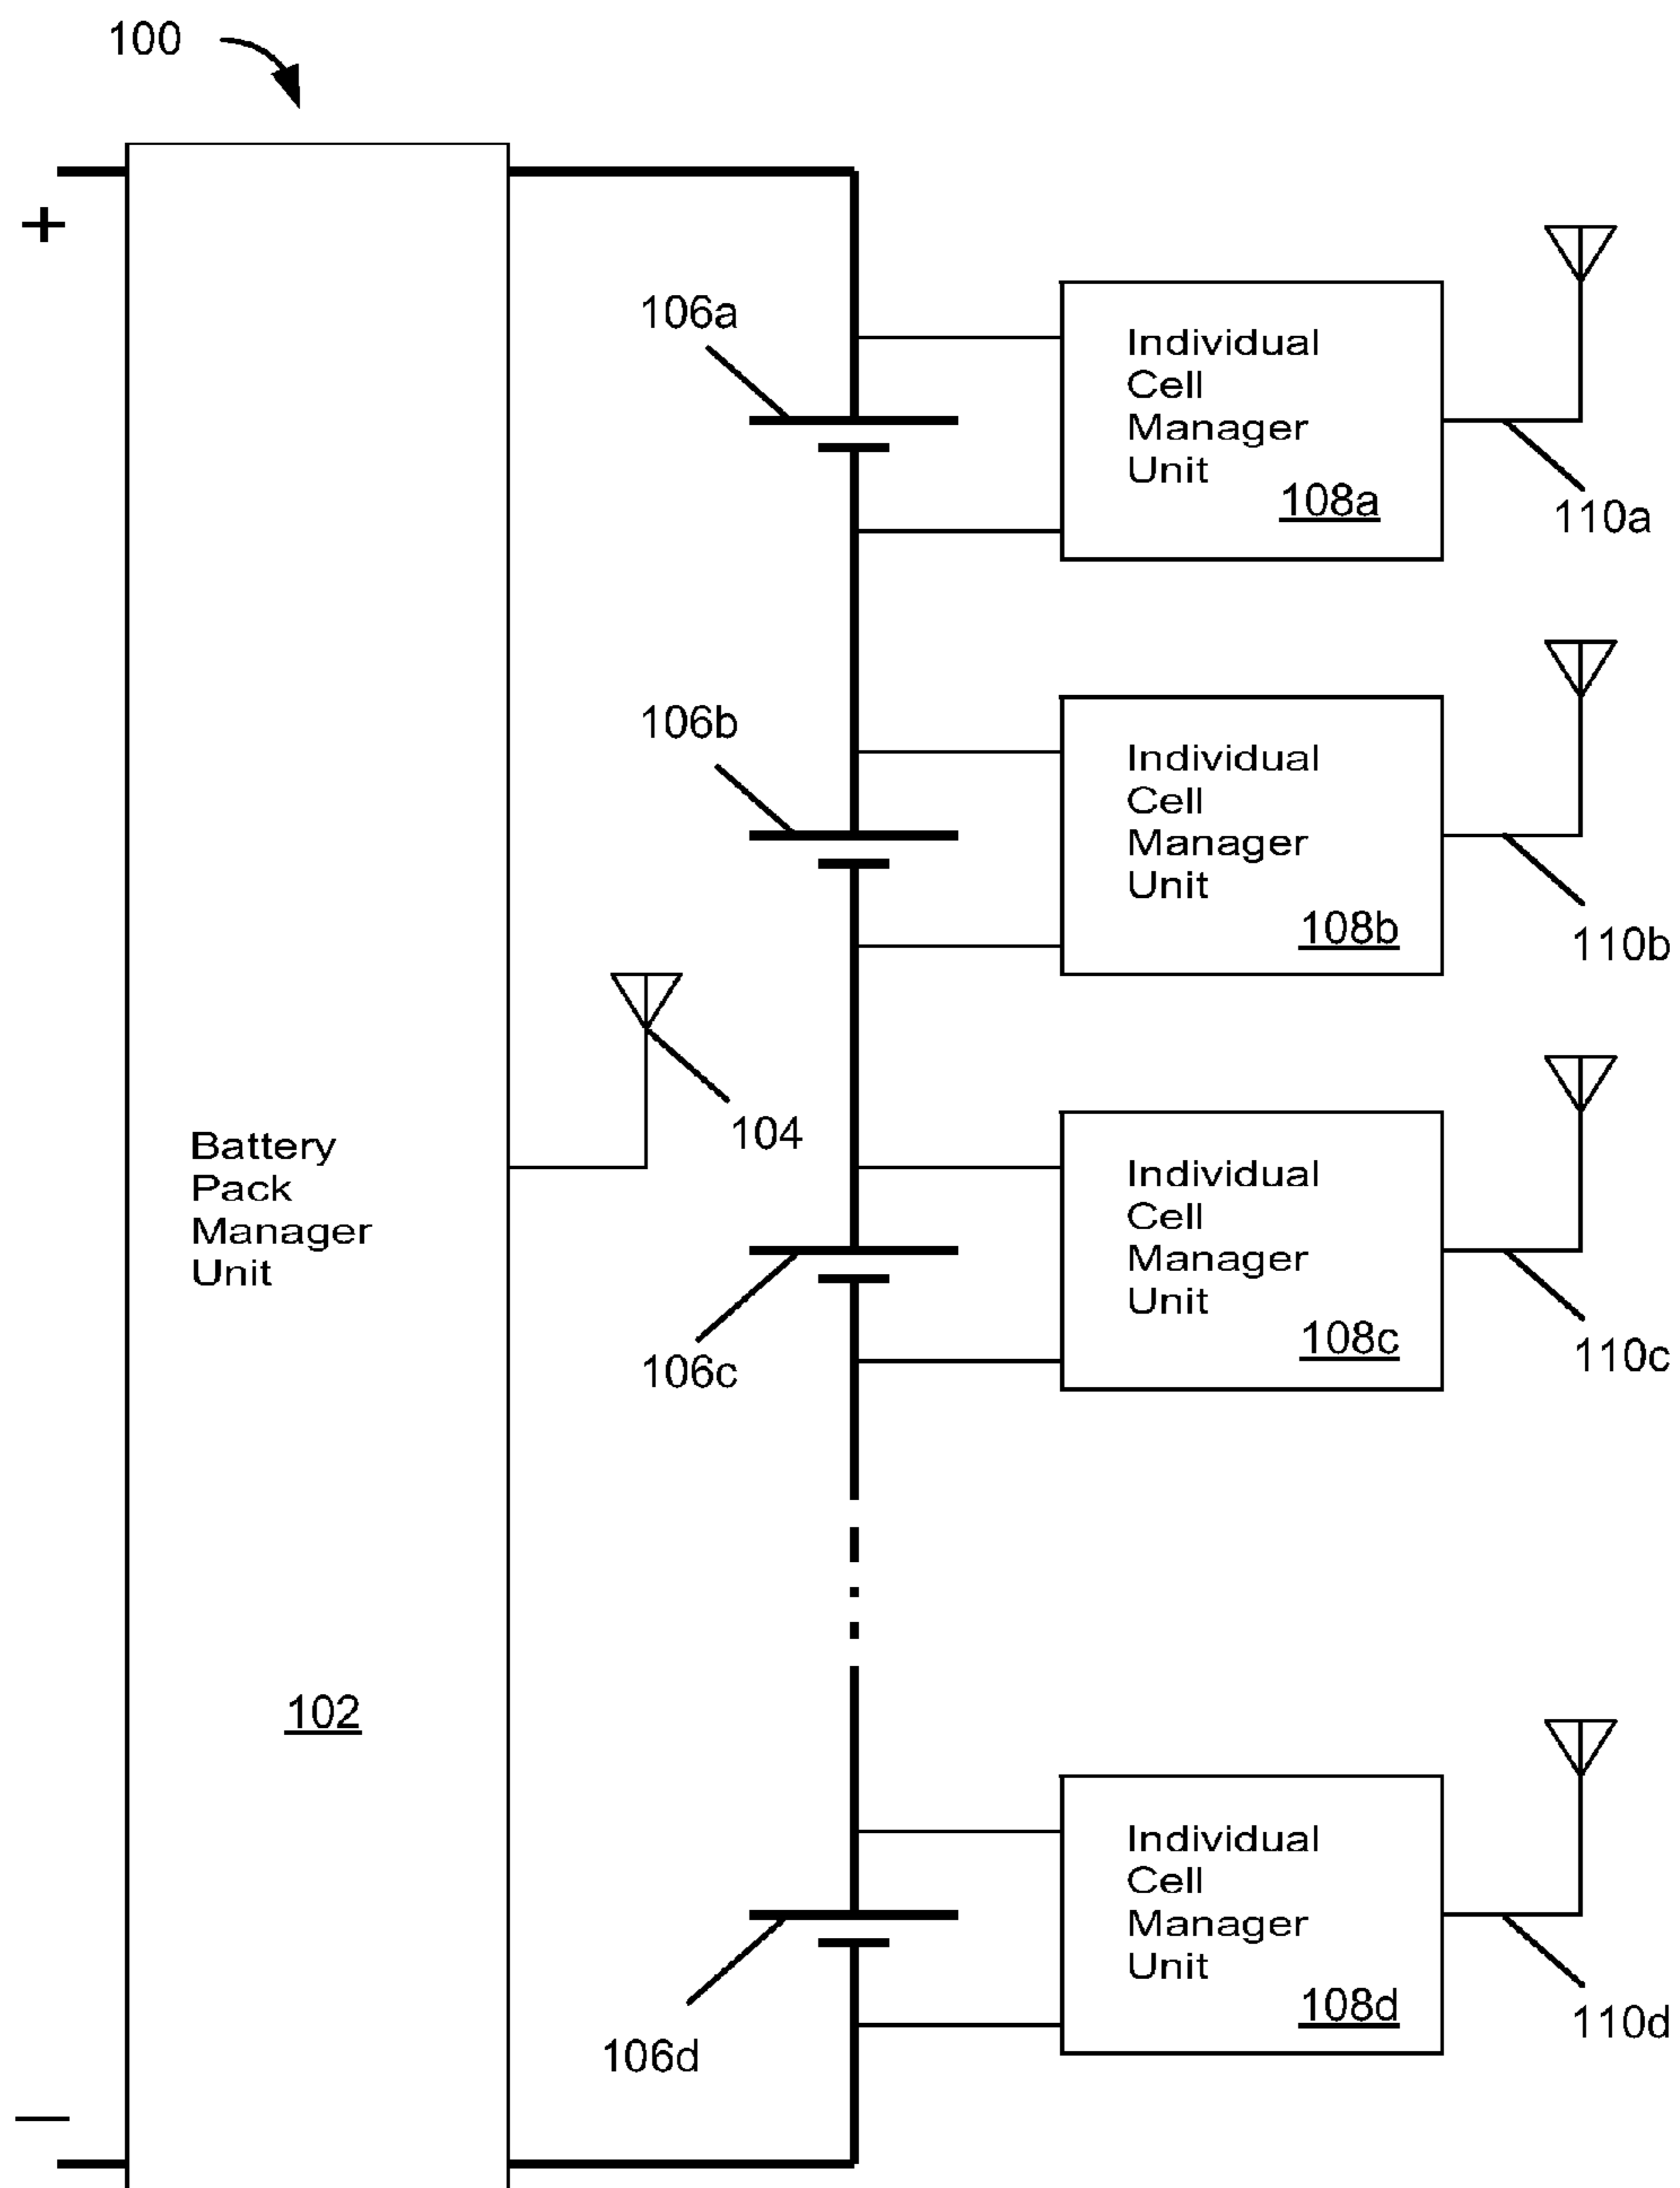 100
+
106a
Individual
Cell
Manager
Unit
108a
110a
106b
Individual
Cell
Manager
Unit
108b
110b
104
Battery
Pack
Manager
Unit
102
Individual
Cell
Manager
Unit
108c
110c
106c
Individual
Cell
Manager
Unit
108d
110d
106d
—